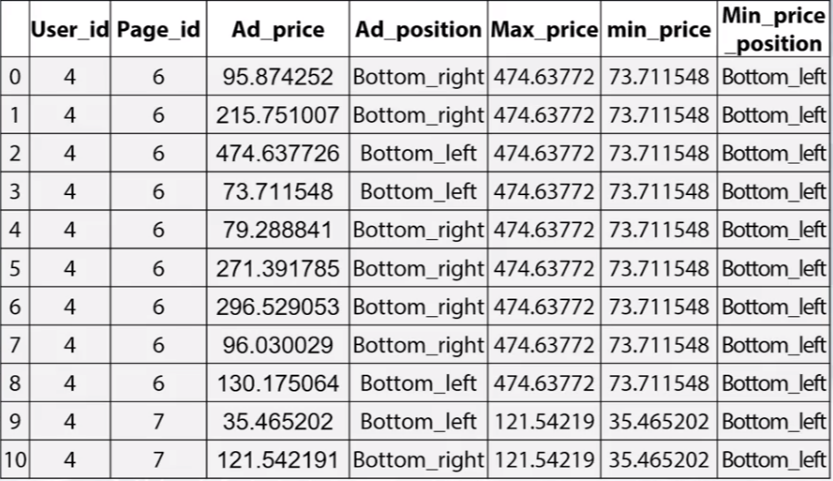 User_id Page_id Ad_price Ad_position Max_price min_price Min_price_position
0 4 6 95.874252 Bottom_right 474.63772 73.711548 Bottom_left
1 4 6 215.751007 Bottom_right 474.63772 73.711548 Bottom_left
2 4 6 474.637726 Bottom_left 474.63772 73.711548 Bottom_left
3 4 6 73.711548 Bottom_left 474.63772 73.711548 Bottom_left
4 4 6 79.288841 Bottom_right 474.63772 73.711548 Bottom_left
5 4 6 271.391785 Bottom_right 474.63772 73.711548 Bottom_left
6 4 6 296.529053 Bottom_right 474.63772 73.711548 Bottom_left
7 4 6 96.030029 Bottom_right 474.63772 73.711548 Bottom_left
8 4 6 130.175064 Bottom_left 474.63772 73.711548 Bottom_left
9 4 7 35.465202 Bottom_left 121.54219 35.465202 Bottom_left
10 4 7 121.542191 Bottom_right 121.54219 35.465202 Bottom_left